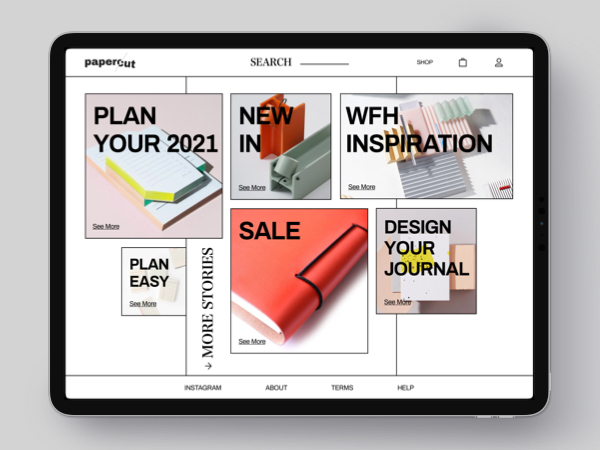 papercut
SEARCH
SHOP
PLAN
YOUR 2021
See More
NEW
IN
See More
WFH
INSPIRATION
See More
PLAN
EASY
See More
MORE STORIES
SALE
See More
DESIGN
YOUR
JOURNAL
See More
INSTAGRAM
ABOUT
TERMS
HELP